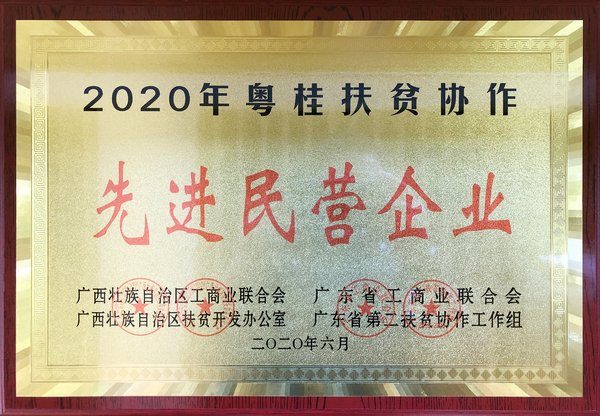 2020年粤桂扶贫协作
先进民营企业
广西壮族自治区工商业联合会 广东省工商业联合会
广西壮族自治区扶贫开发办公室 广东省第二扶贫协作工作组
二〇二〇年六月